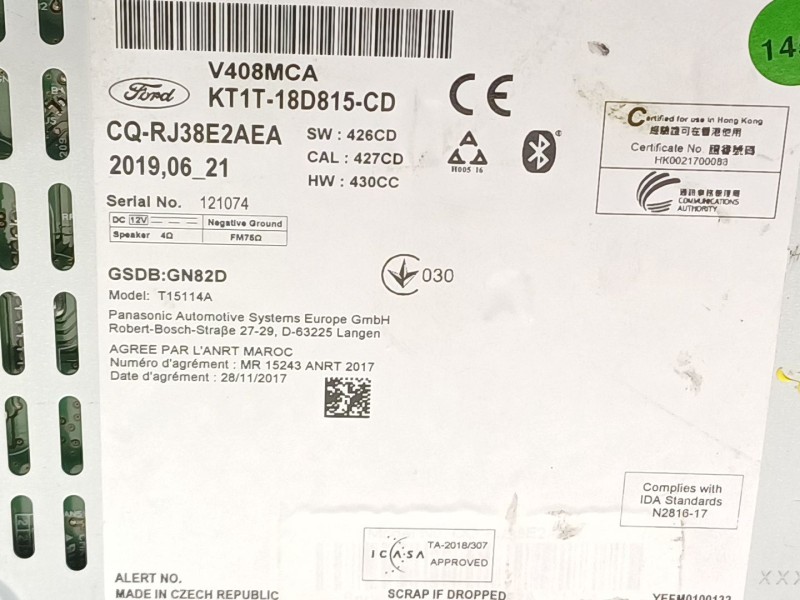 Ford
V408MCA
KT1T-18D815-CD
CQ-RJ38E2AEA
2019,06_21
SW : 426CD
CAL : 427CD
HW : 430CC
H005 16
Serial No. 121074
DC 12V
Negative Ground
Speaker 4Ω
FM75Ω
Certified for use in Hong Kong
經驗證可在香港使用
Certificate No. 證書號碼
HK0021700088
通訊事務管理局
COMMUNICATIONS
AUTHORITY
GSDB:GN82D
030
Model: T15114A
Panasonic Automotive Systems Europe GmbH
Robert-Bosch-Straße 27-29, D-63225 Langen
AGREE PAR L'ANRT MAROC
Numéro d'agrément : MR 15243 ANRT 2017
Date d'agrément : 28/11/2017
Complies with
IDA Standards
N2816-17
ICASA
TA-2018/307
APPROVED
ALERT NO.
MADE IN CZECH REPUBLIC
SCRAP IF DROPPED